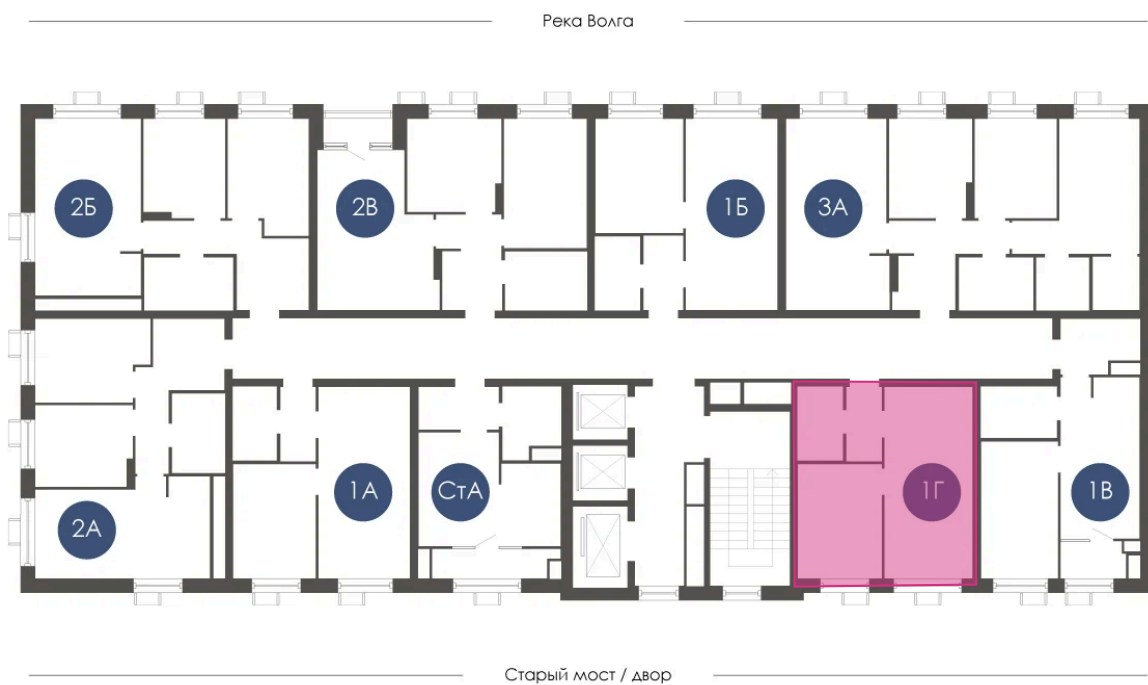 Река Волга
2Б
2В
1Б
3А
2А
1А
СтА
1Г
1В
Старый мост / двор